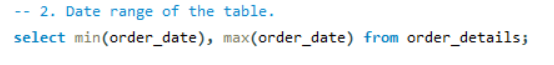 -- 2. Date range of the table.
select min(order_date), max(order_date) from order_details;